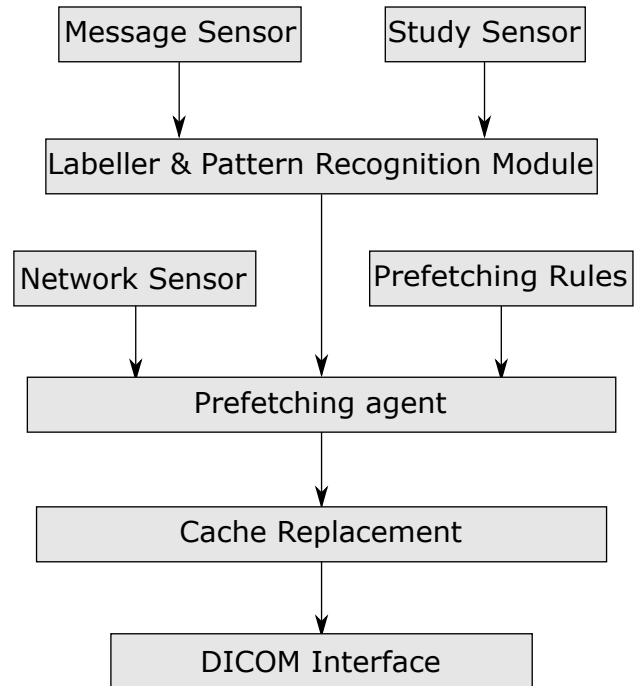 Message Sensor
Study Sensor
Labeller & Pattern Recognition Module
Network Sensor
Prefetching Rules
Prefetching agent
Cache Replacement
DICOM Interface